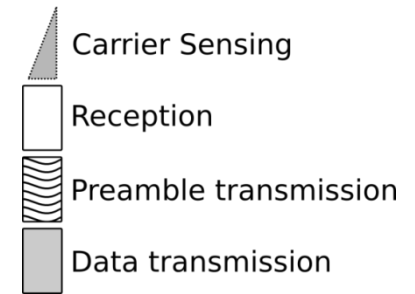 Carrier Sensing
Reception
Preamble transmission
Data transmission